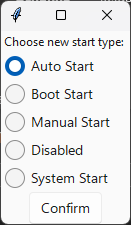 Choose new start type:
Auto Start
Boot Start
Manual Start
Disabled
System Start
Confirm